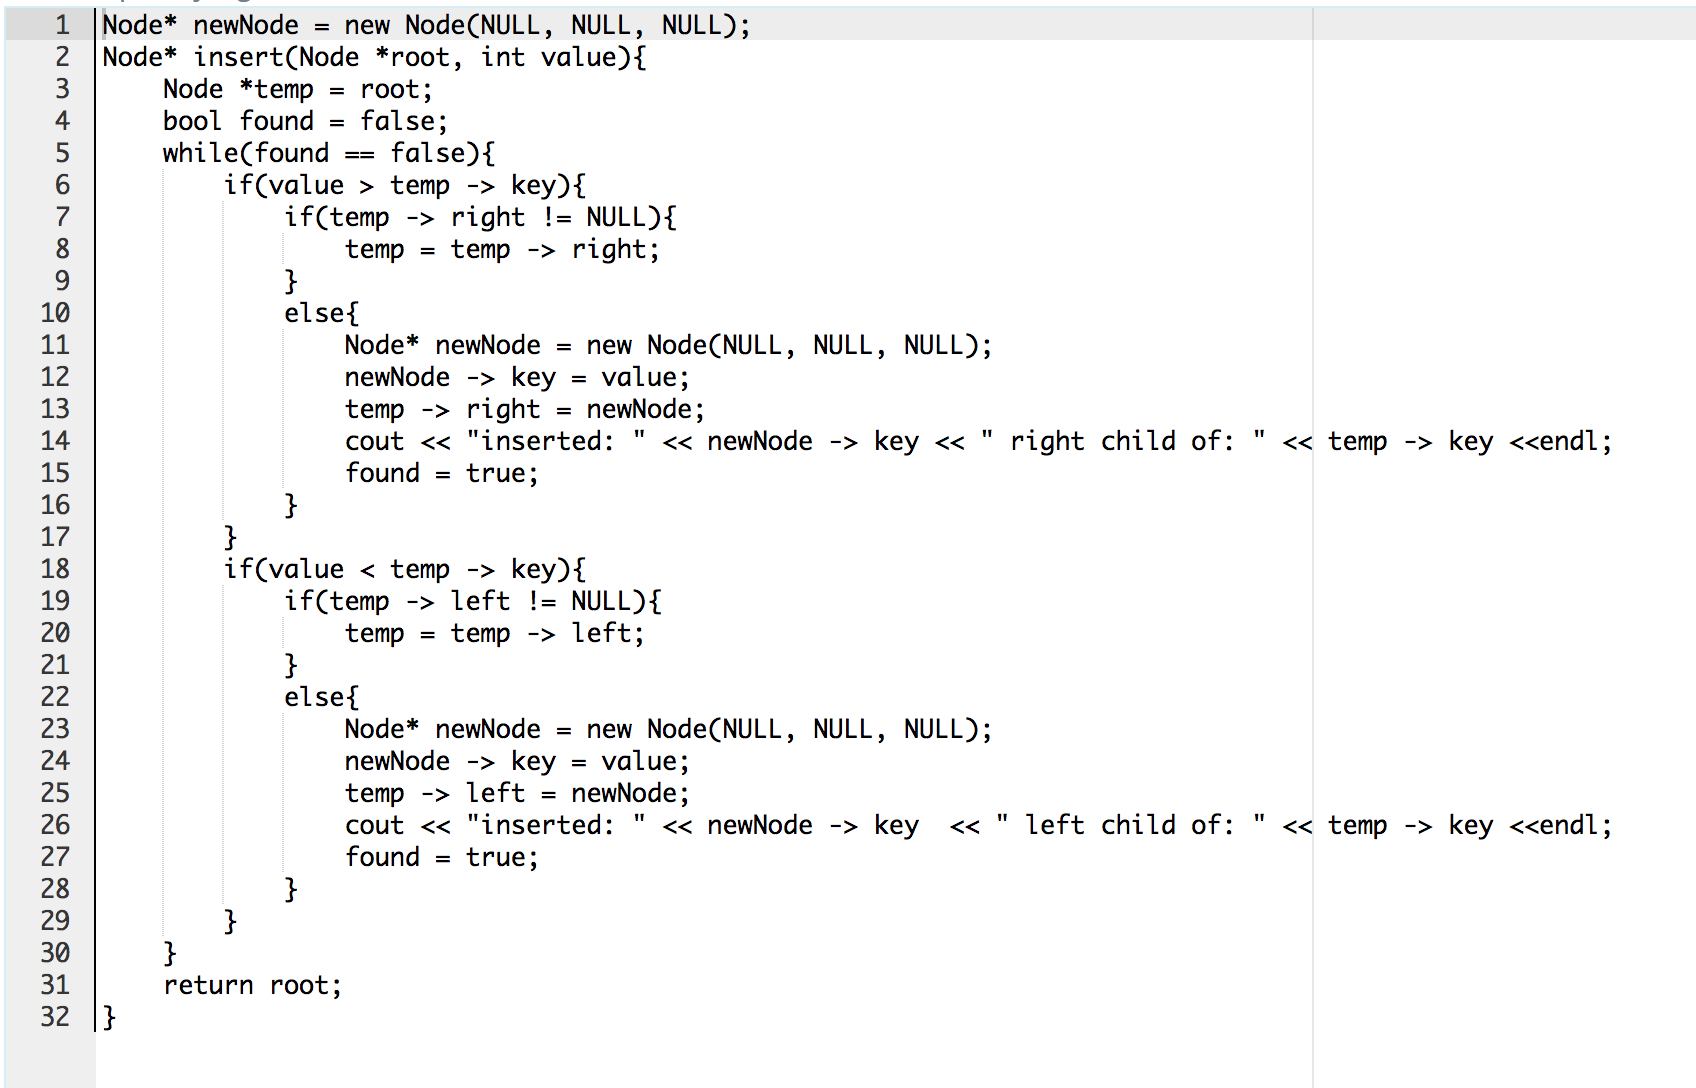 1 Node* newNode = new Node(NULL, NULL, NULL);
2 Node* insert(Node *root, int value){
3     Node *temp = root;
4     bool found = false;
5     while(found == false){
6         if(value > temp -> key){
7             if(temp -> right != NULL){
8                 temp = temp -> right;
9             }
10             else{
11                 Node* newNode = new Node(NULL, NULL, NULL);
12                 newNode -> key = value;
13                 temp -> right = newNode;
14                 cout << "inserted: " << newNode -> key << " right child of: " << temp -> key <<endl;
15                 found = true;
16             }
17         }
18         if(value < temp -> key){
19             if(temp -> left != NULL){
20                 temp = temp -> left;
21             }
22             else{
23                 Node* newNode = new Node(NULL, NULL, NULL);
24                 newNode -> key = value;
25                 temp -> left = newNode;
26                 cout << "inserted: " << newNode -> key  << " left child of: " << temp -> key <<endl;
27                 found = true;
28             }
29         }
30     }
31     return root;
32 }